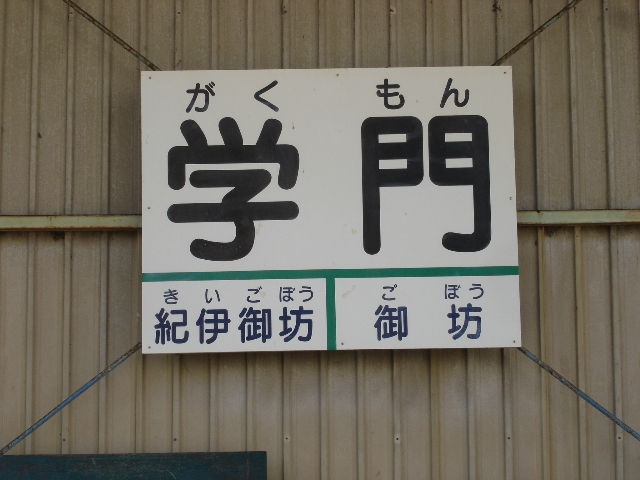 がくもん
学門
きいごぼう
紀伊御坊
ごぼう
御坊